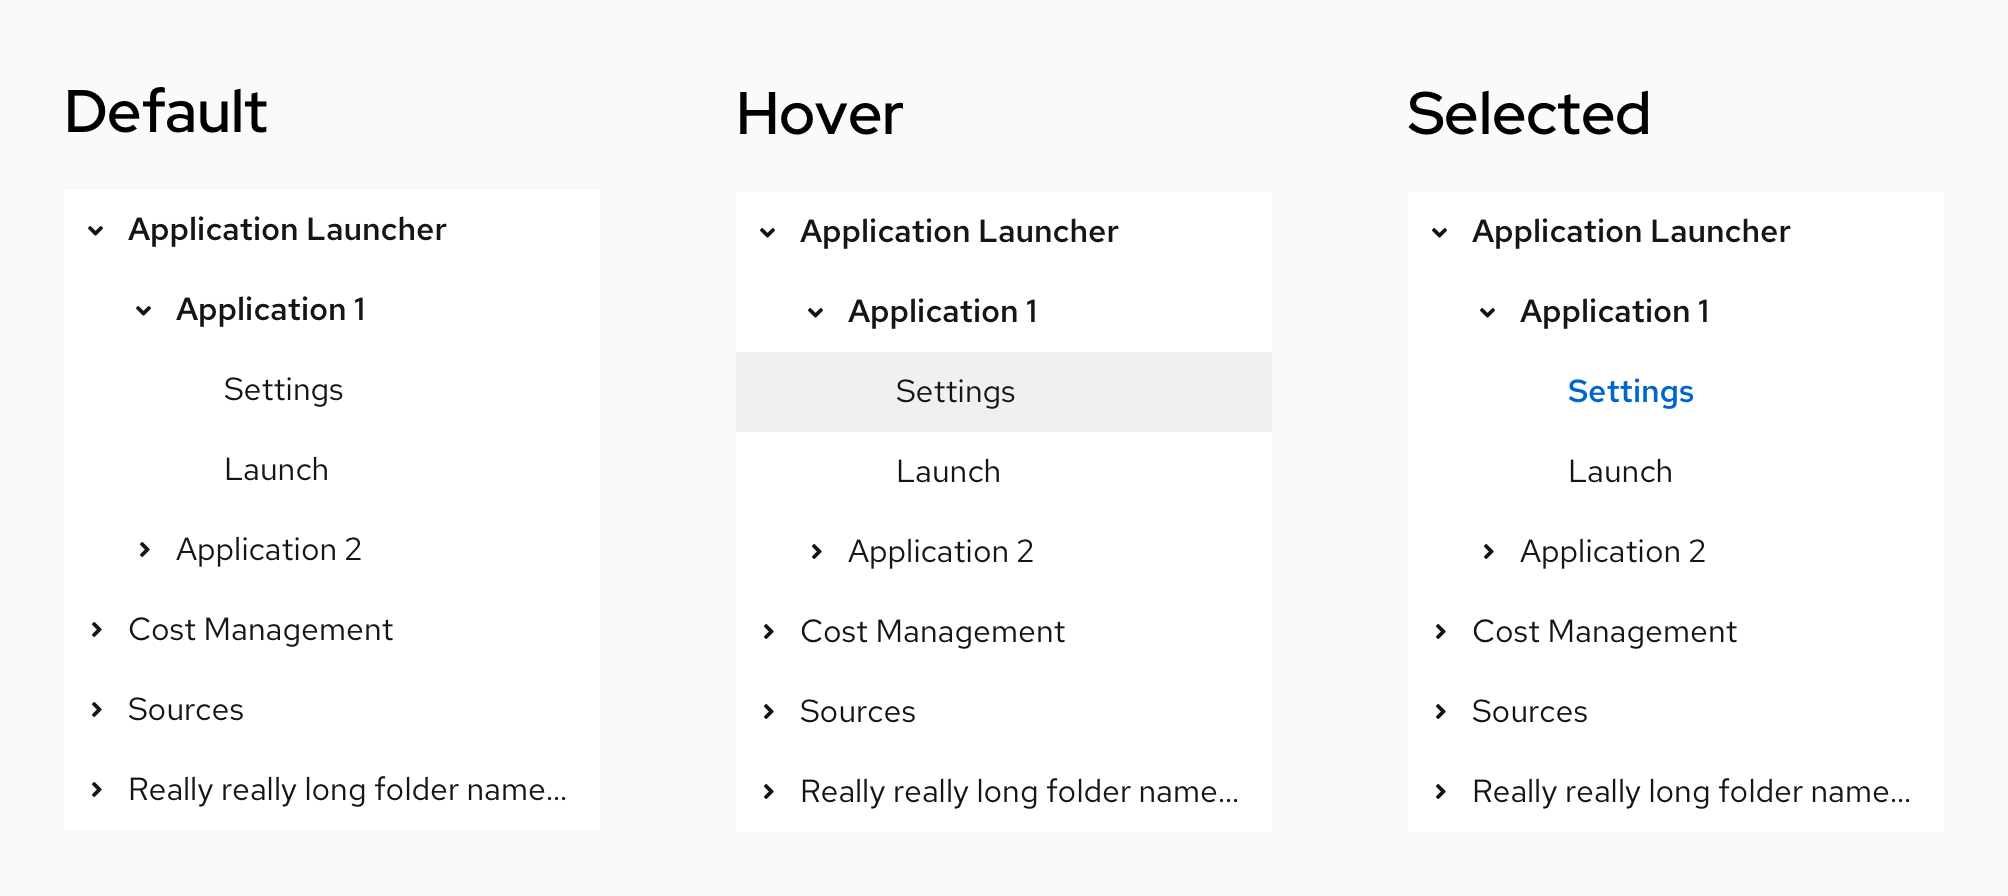 Default
Application Launcher
Application 1
Settings
Launch
Application 2
Cost Management
Sources
Really really long folder name...
Hover
Application Launcher
Application 1
Settings
Launch
Application 2
Cost Management
Sources
Really really long folder name...
Selected
Application Launcher
Application 1
Settings
Launch
Application 2
Cost Management
Sources
Really really long folder name...